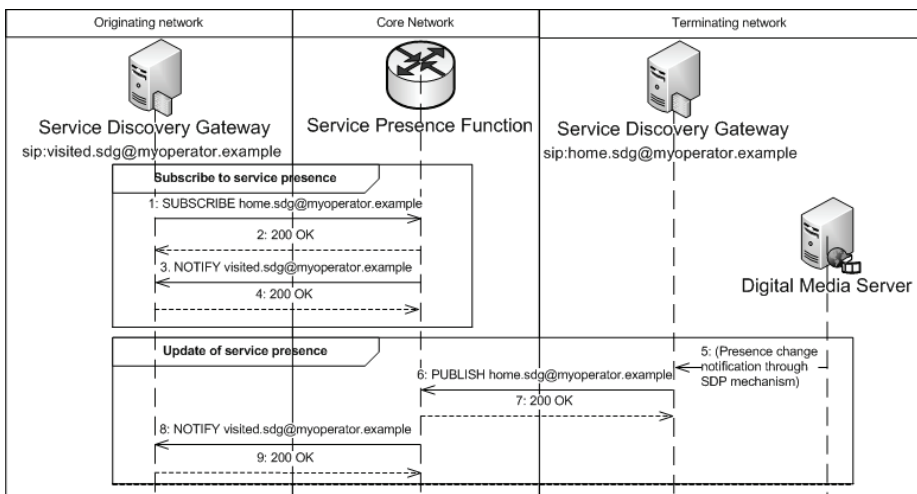 Originating network
Core Network
Terminating network
Service Discovery Gateway
sip:visited.sdg@myoperator.example
Service Presence Function
Service Discovery Gateway
sip:home.sdg@myoperator.example
Subscribe to service presence
1: SUBSCRIBE home.sdg@myoperator.example
2: 200 OK
3. NOTIFY visited.sdg@myoperator.example
4: 200 OK
Digital Media Server
Update of service presence
5: (Presence change
notification through
SDP mechanism)
6: PUBLISH home.sdg@myoperator.example
7: 200 OK
8: NOTIFY visited.sdg@myoperator.example
9: 200 OK